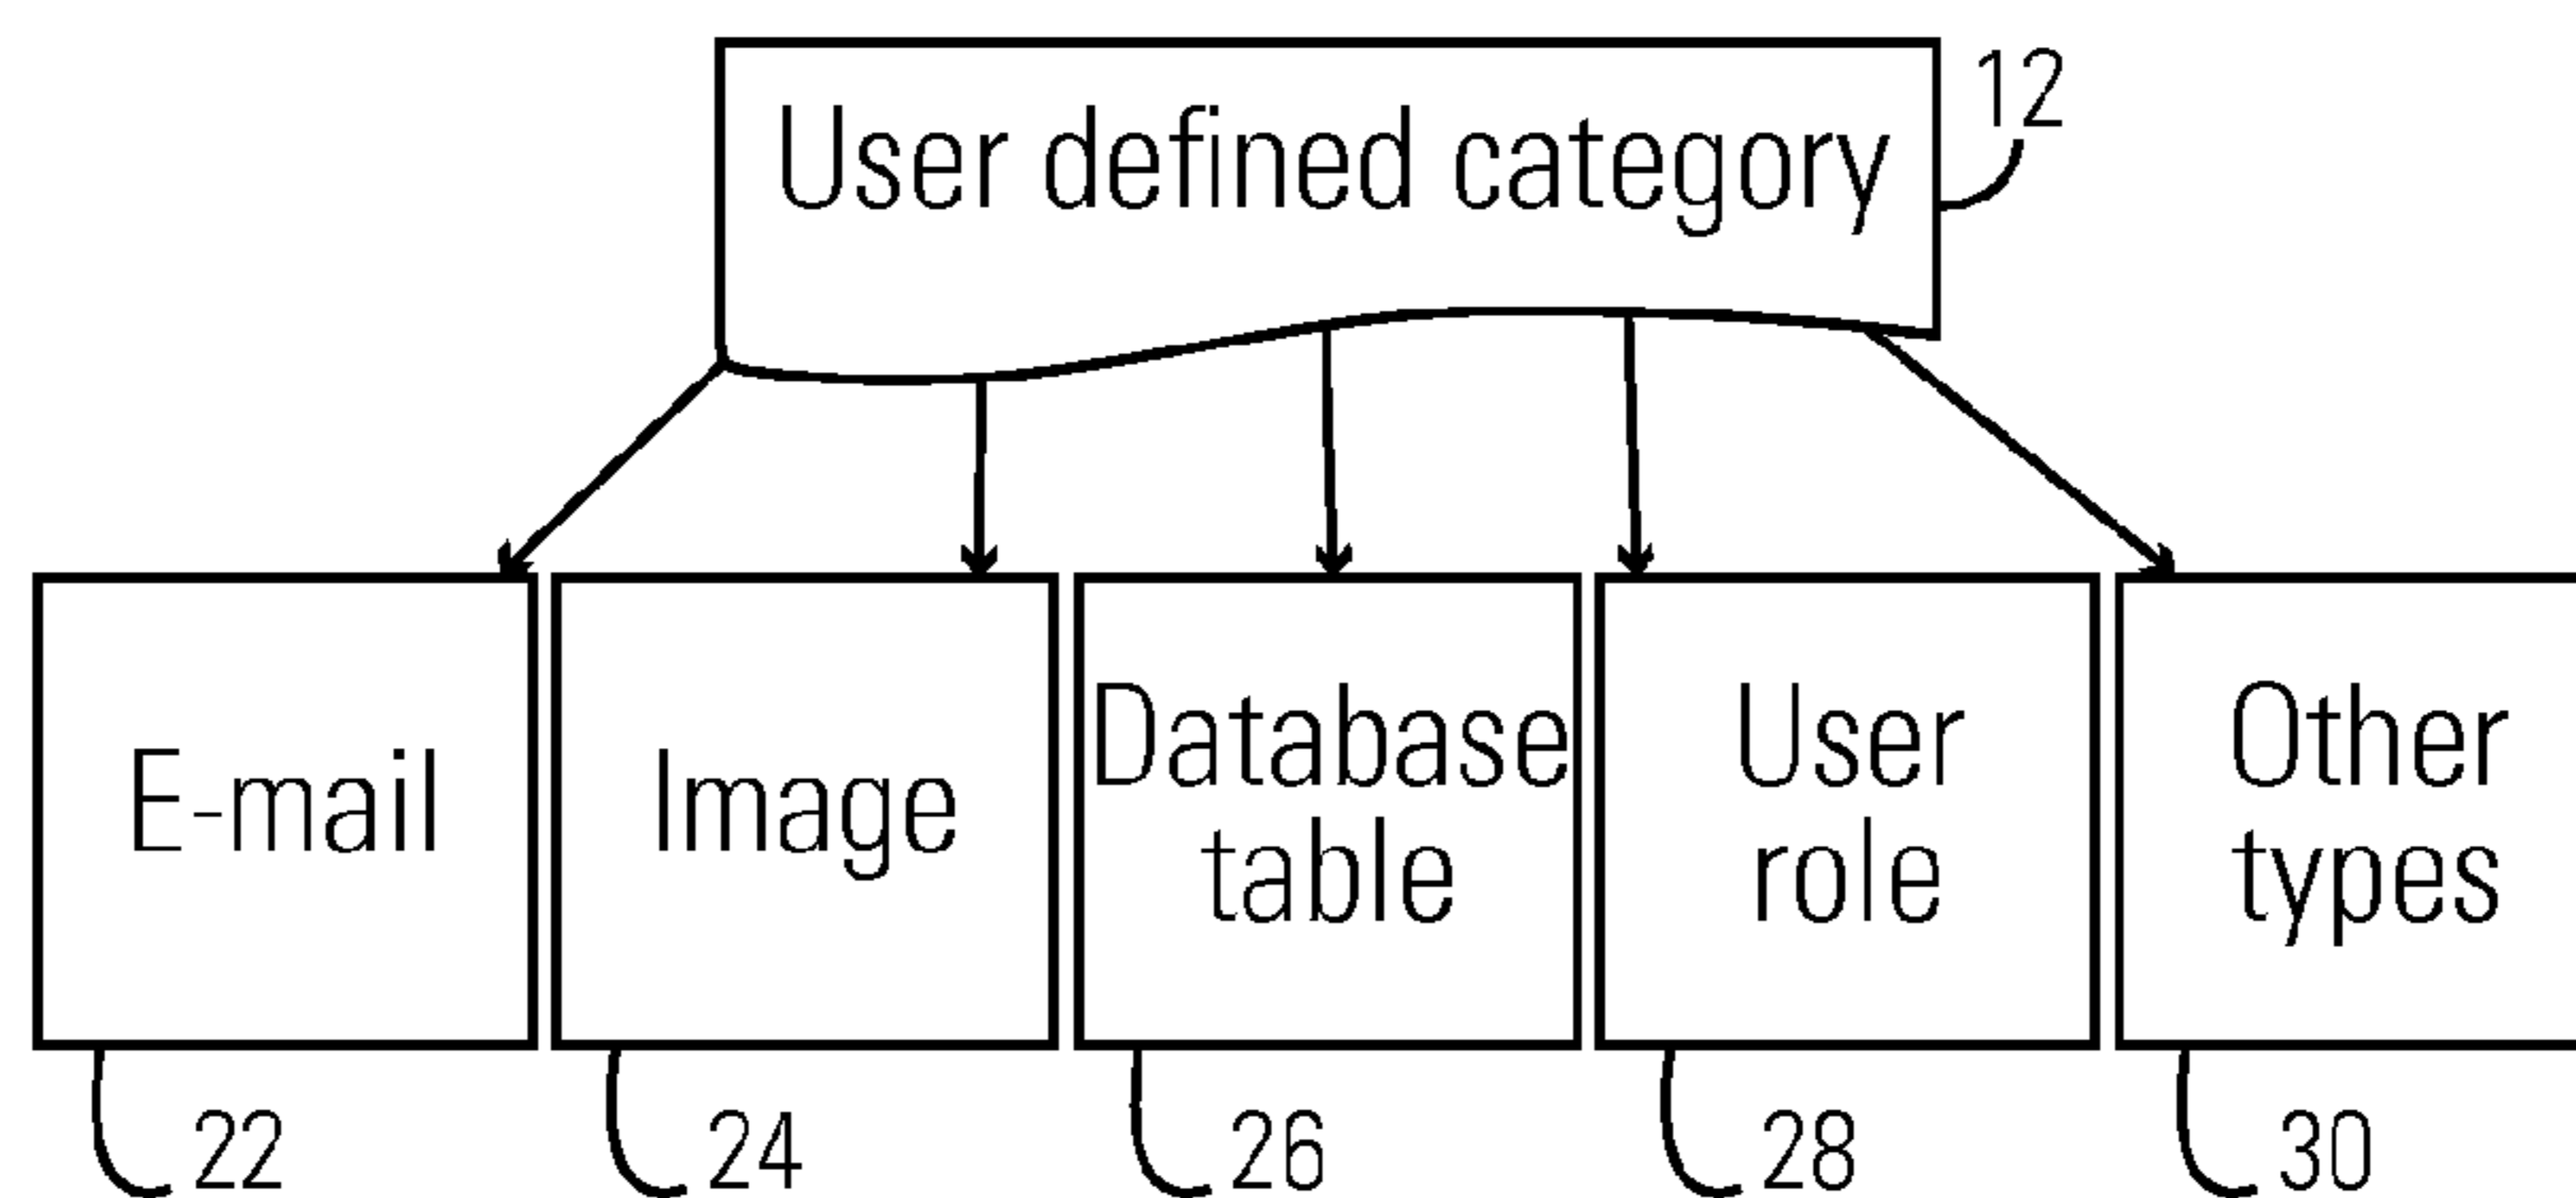 User defined category
12
E-mail
Image
Database
table
User
role
Other
types
22
24
26
28
30